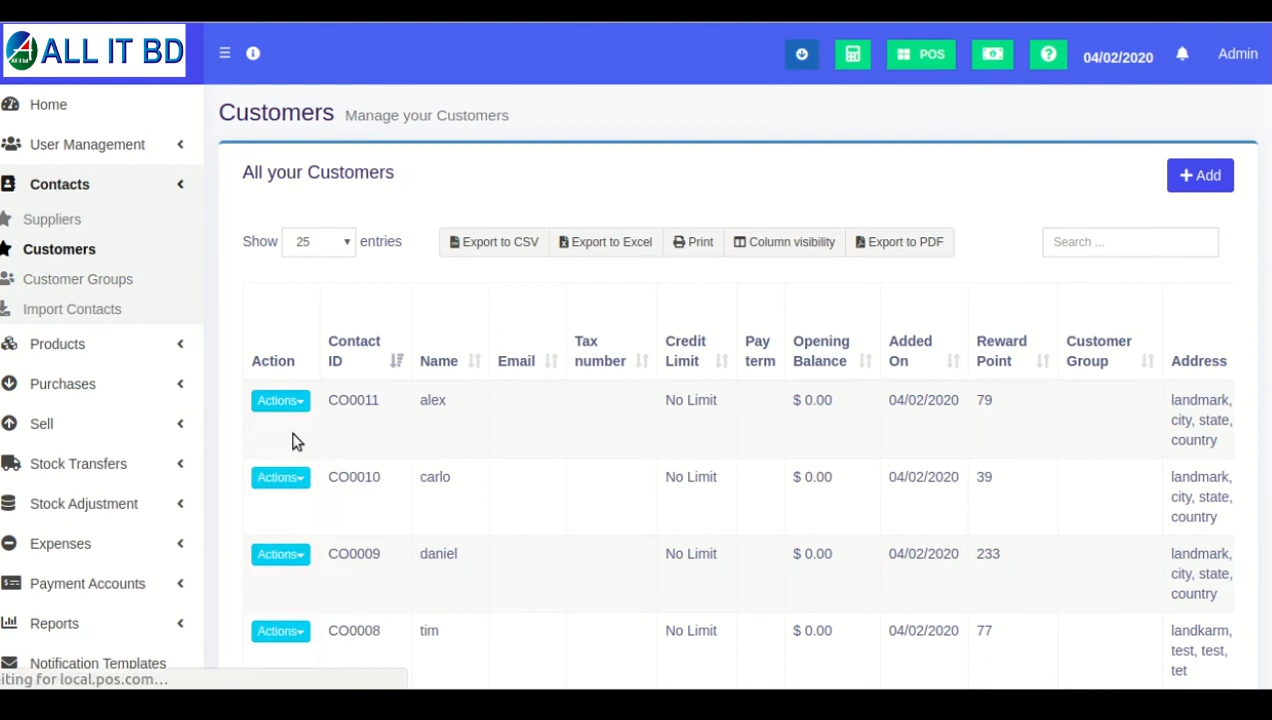 ALL IT BD
POS
04/02/2020
Admin
Home
User Management
Contacts
Suppliers
Customers
Customer Groups
Import Contacts
Products
Purchases
Sell
Stock Transfers
Stock Adjustment
Expenses
Payment Accounts
Reports
Notification Templates
iting for local.pos.com...
Customers Manage your Customers
All your Customers
Add
Show 25 entries
Export to CSV Export to Excel Print Column visibility Export to PDF
Search ...
Action Contact ID Name Email Tax number Credit Limit Pay term Opening Balance Added On Reward Point Customer Group Address
Actions CO0011 alex No Limit $ 0.00 04/02/2020 79 landmark,
city, state,
country
Actions CO0010 carlo No Limit $ 0.00 04/02/2020 39 landmark,
city, state,
country
Actions CO0009 daniel No Limit $ 0.00 04/02/2020 233 landmark,
city, state,
country
Actions CO0008 tim No Limit $ 0.00 04/02/2020 77 landkarm,
test, test,
tet